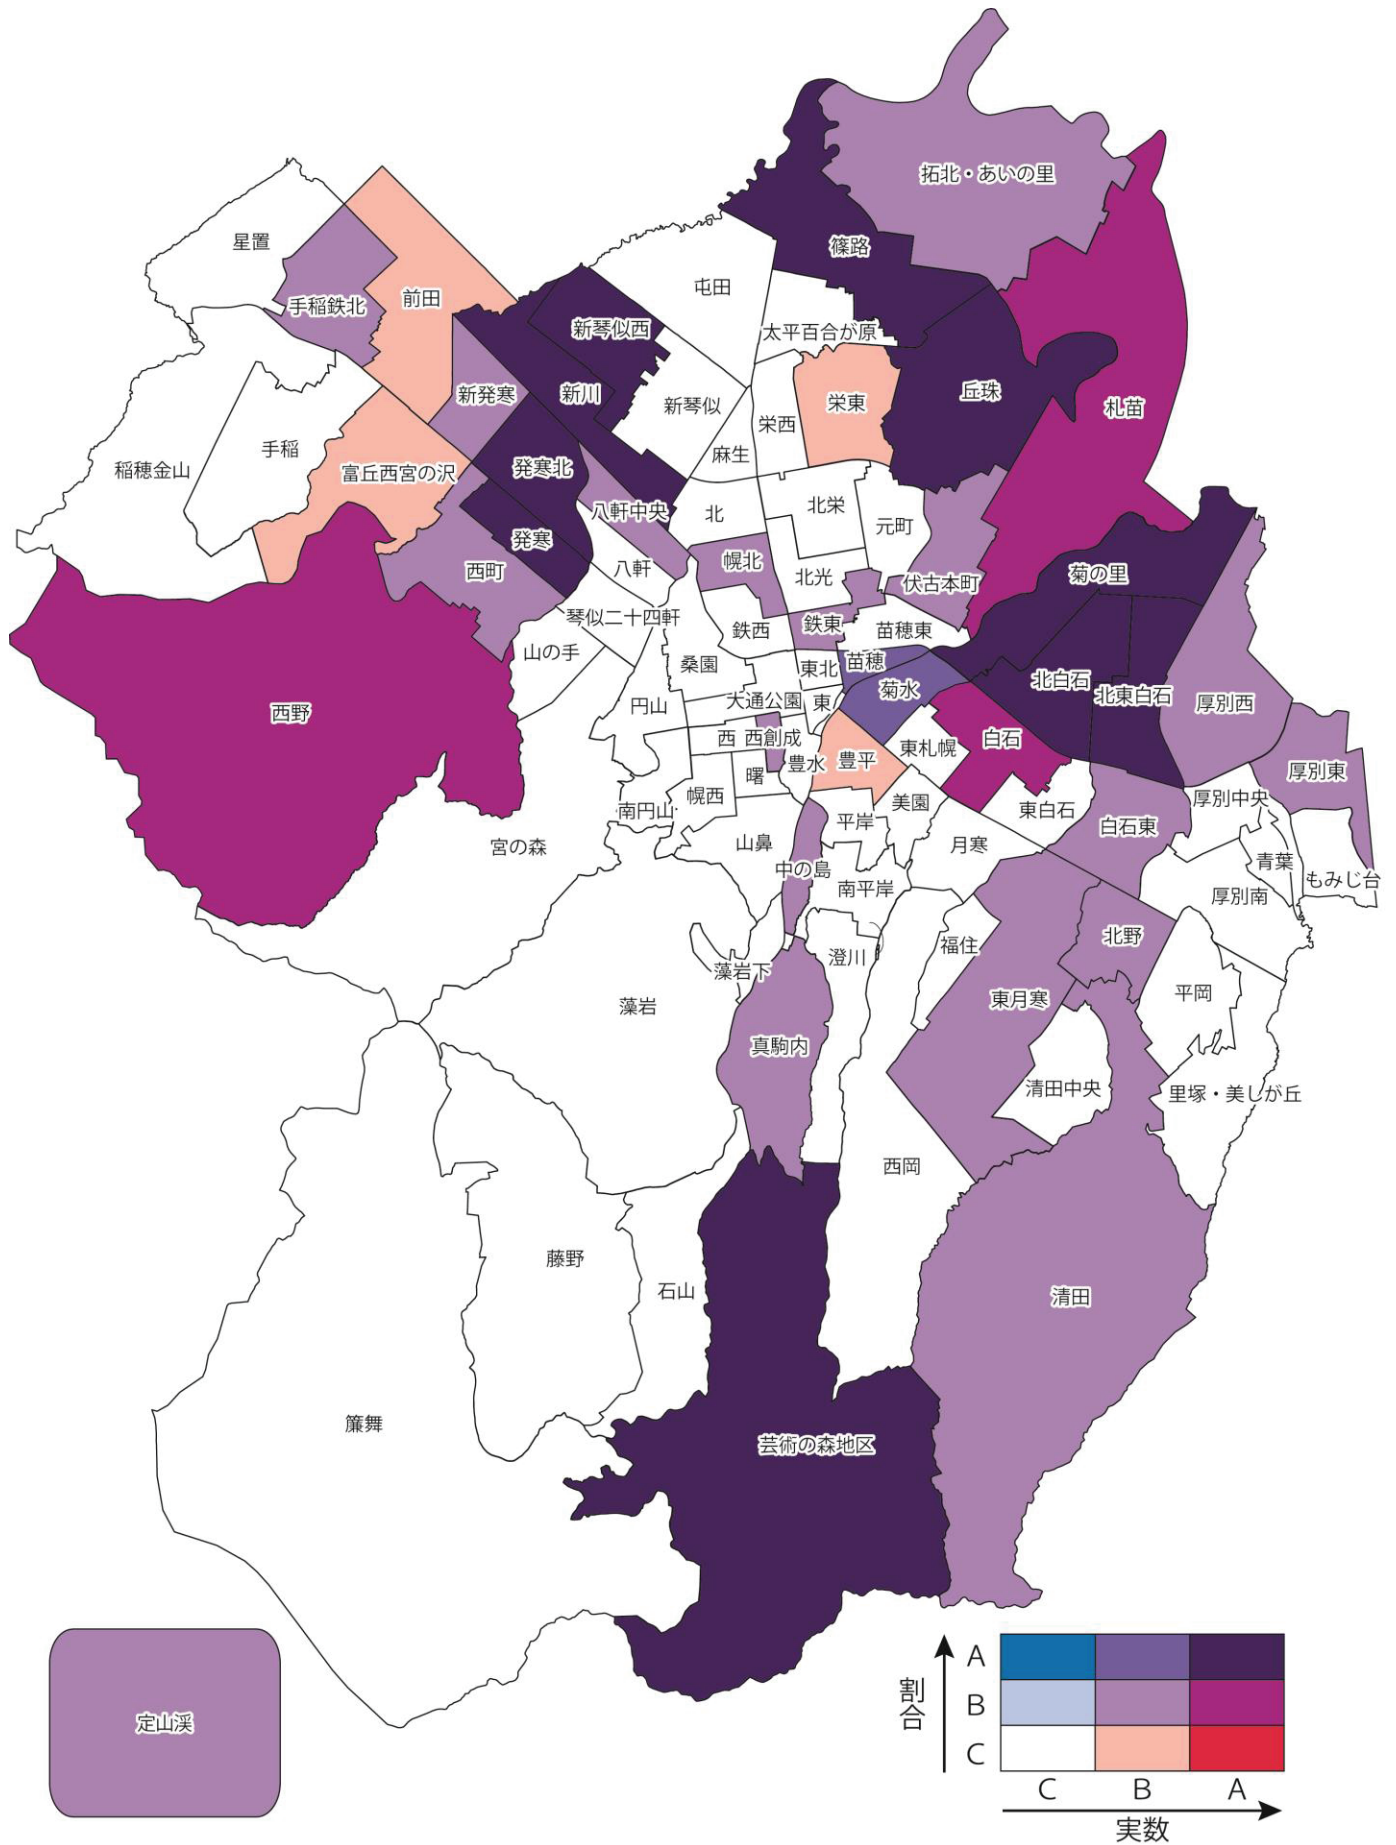 拓北・あいの里
星置
篠路
屯田
手稲鉄北
前田
新琴似西
太平百合が原
新発寒
新川
丘珠
新琴似
栄東
札苗
栄西
手稲
麻生
稲穂金山
富丘西宮の沢
発寒北
北
北栄
八軒中央
元町
発寒
幌北
西町
八軒
北光
菊の里
伏古本町
琴似二十四軒
鉄西
鉄東
苗穂東
山の手
桑園
東北
苗穂
北白石
菊水
北東白石
大通公園
東
円山
厚別西
西野
西
西創成
白石
東札幌
豊水
豊平
厚別東
曙
幌西
美園
厚別中央
南円山
平岸
東白石
白石東
宮の森
山鼻
月寒
青葉
中の島
もみじ台
南平岸
厚別南
北野
福住
澄川
藻岩下
平岡
東月寒
藻岩
真駒内
清田中央
里塚・美しが丘
西岡
藤野
石山
清田
簾舞
芸術の森地区
定山渓
割合
A
B
C
C
B
A
実数